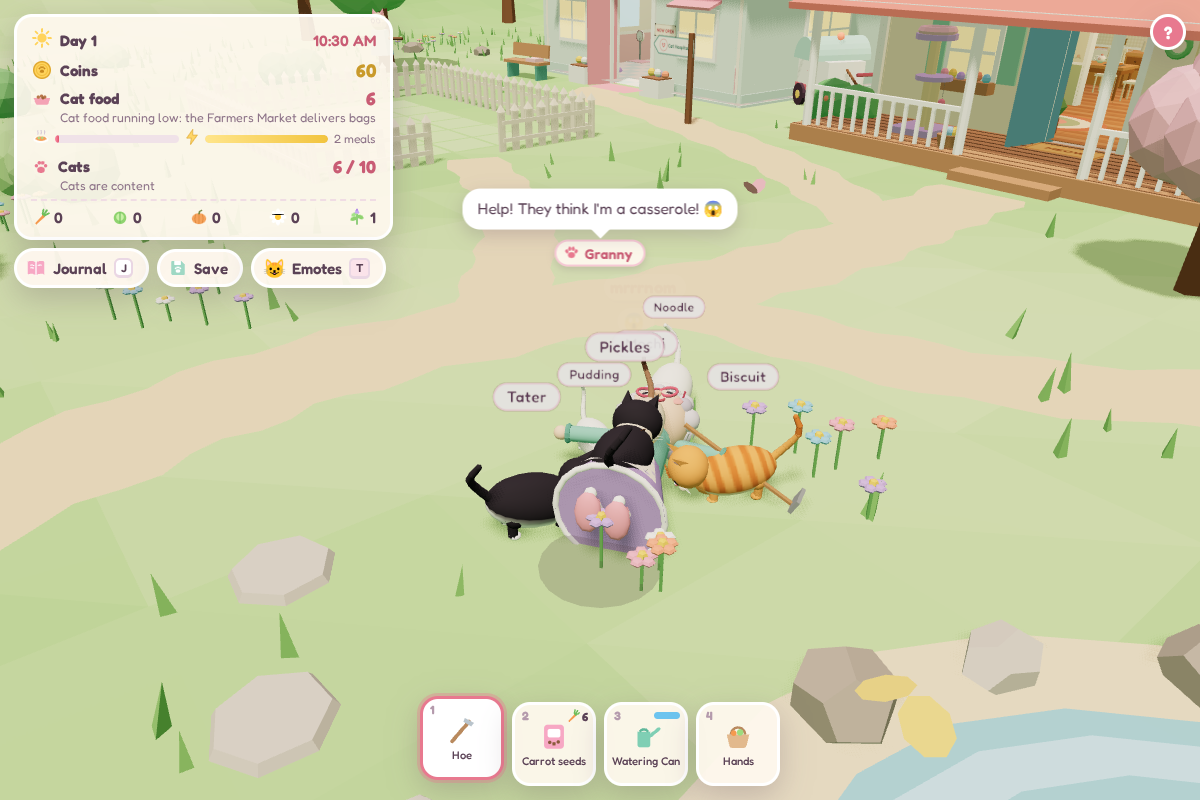 Day 1 10:30 AM
Coins 60
Cat food 6
Cat food running low: the Farmers Market delivers bags
2 meals
Cats 6 / 10
Cats are content
0 0 0 0 1
Journal J Save Emotes T
?
Help! They think I'm a casserole!
Granny
Noodle
Pickles
Pudding
Biscuit
Tater
1
Hoe
2 6
Carrot seeds
3
Watering Can
4
Hands